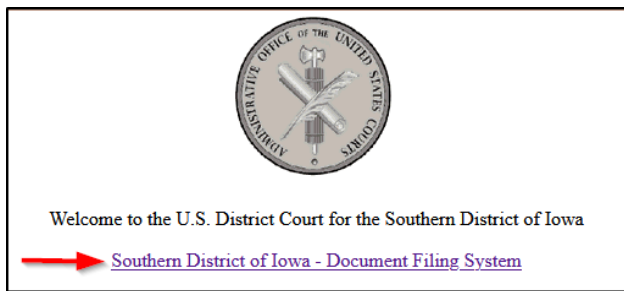 ADMINISTRATIVE OFFICE OF THE UNITED STATES COURTS
Welcome to the U.S. District Court for the Southern District of Iowa
Southern District of Iowa - Document Filing System